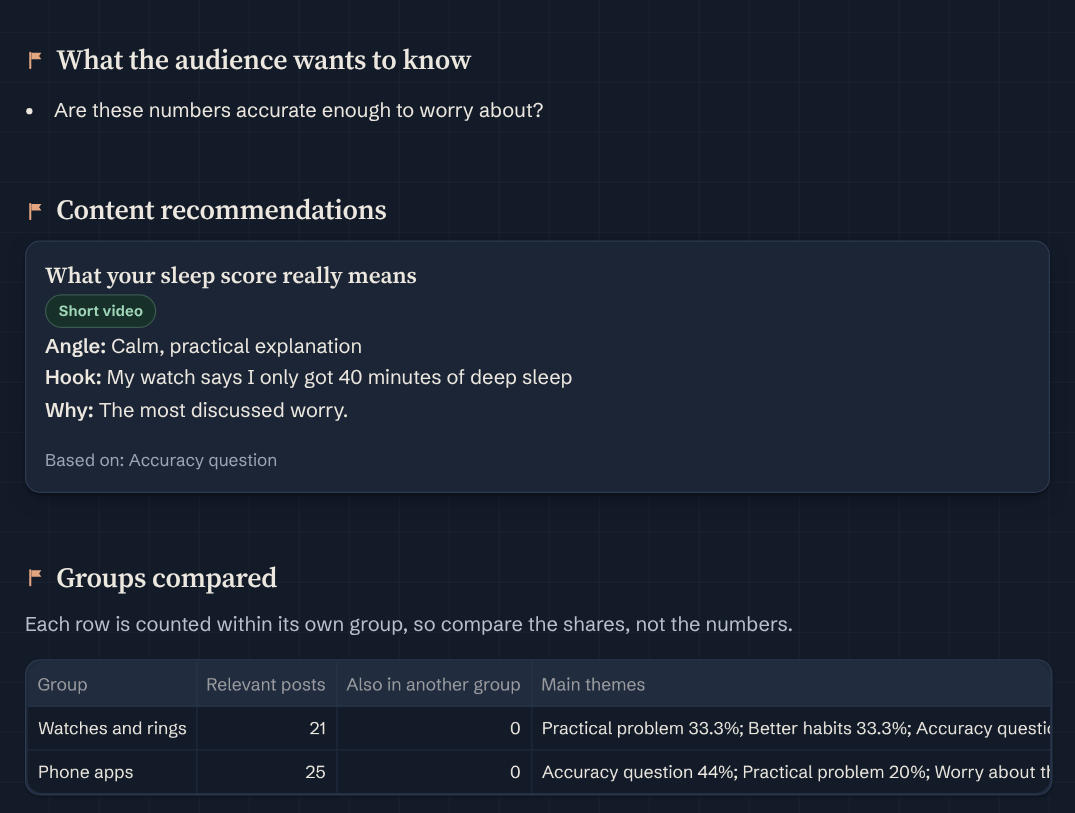 What the audience wants to know
• Are these numbers accurate enough to worry about?
Content recommendations
What your sleep score really means
Short video
Angle: Calm, practical explanation
Hook: My watch says I only got 40 minutes of deep sleep
Why: The most discussed worry.
Based on: Accuracy question
Groups compared
Each row is counted within its own group, so compare the shares, not the numbers.
Group Relevant posts Also in another group Main themes
Watches and rings 21 0 Practical problem 33.3%; Better habits 33.3%; Accuracy
Phone apps 25 0 Accuracy question 44%; Practical problem 20%; Worry about